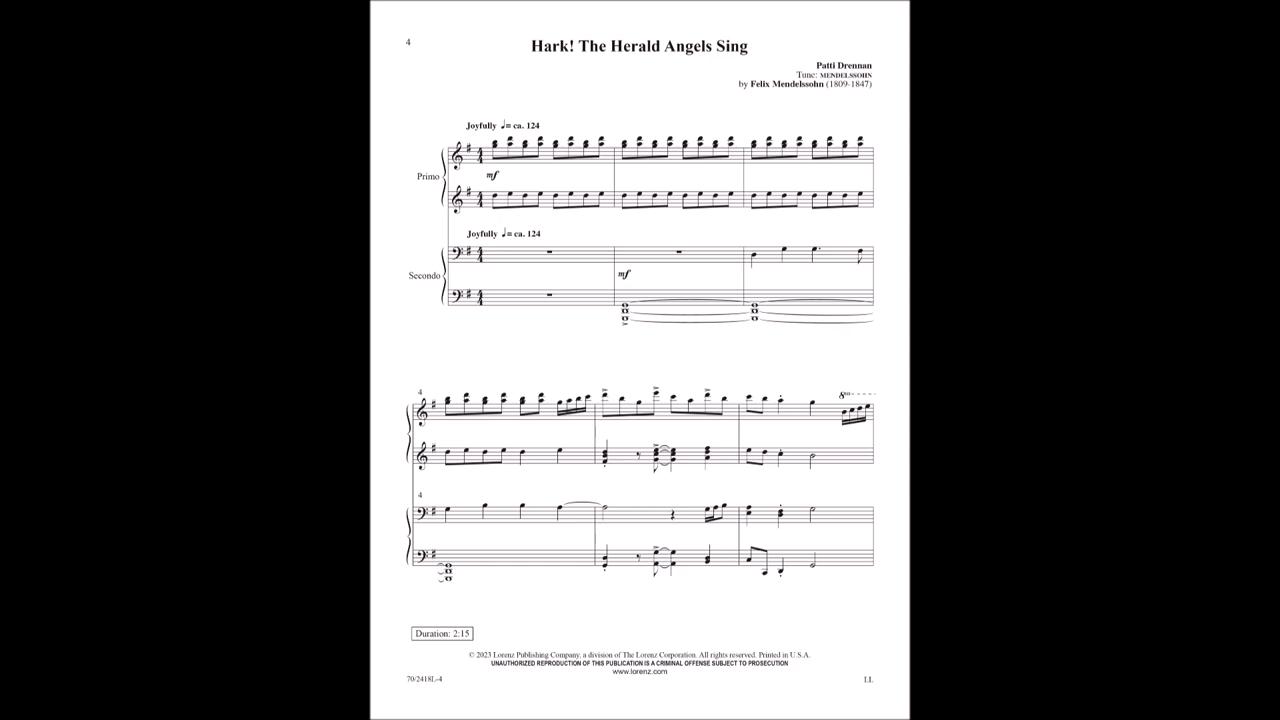 4
Hark! The Herald Angels Sing
Patti Drennan
Tune: MENDELSSOHN
by Felix Mendelssohn (1809-1847)
Joyfully ♩= ca. 124
Primo
mf
Joyfully ♩= ca. 124
Secondo
mf
4
8va
4
Duration: 2:15
© 2023 Lorenz Publishing Company, a division of The Lorenz Corporation. All rights reserved. Printed in U.S.A.
UNAUTHORIZED REPRODUCTION OF THIS PUBLICATION IS A CRIMINAL OFFENSE SUBJECT TO PROSECUTION
www.lorenz.com
70/2418L-4
LL